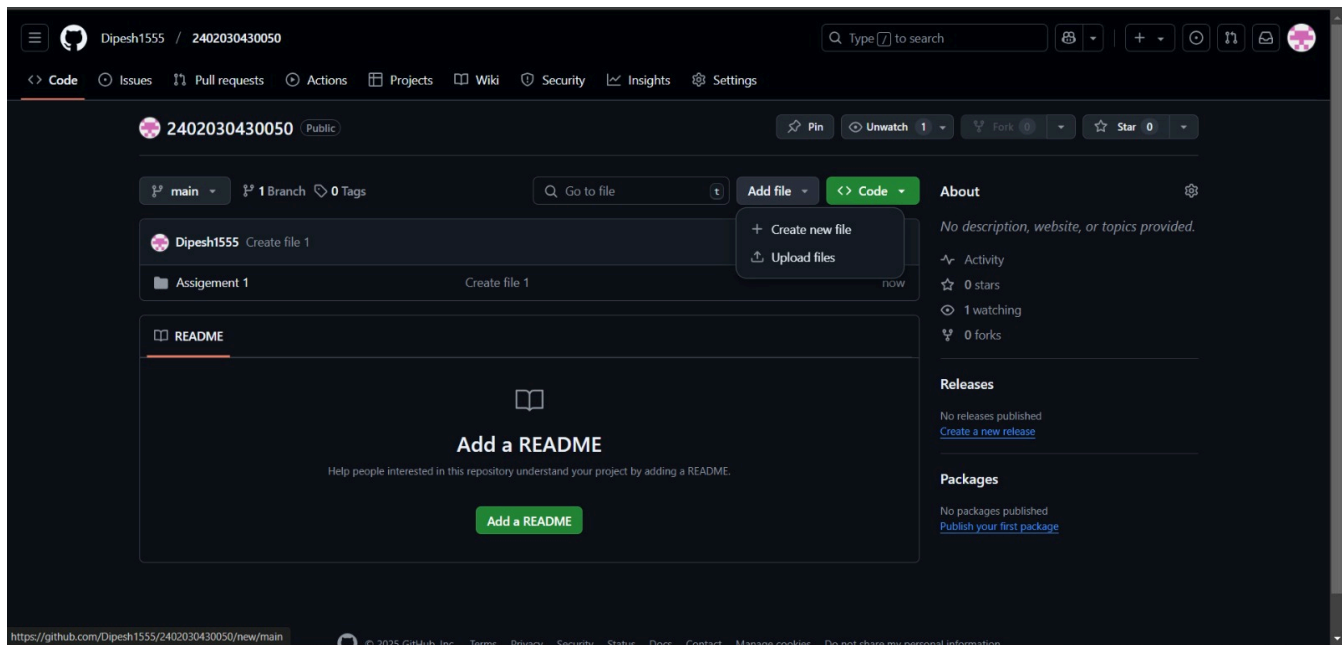 Dipesh1555 / 2402030430050
Type / to search
Code Issues Pull requests Actions Projects Wiki Security Insights Settings
2402030430050 Public
Pin Unwatch 1 Fork 0 Star 0
main 1 Branch 0 Tags
Go to file t
Add file Code
Create new file
Upload files
Dipesh1555 Create file 1
Assigement 1 Create file 1 now
README
Add a README
Help people interested in this repository understand your project by adding a README.
Add a README
About
No description, website, or topics provided.
Activity
0 stars
1 watching
0 forks
Releases
No releases published
Create a new release
Packages
No packages published
Publish your first package
https://github.com/Dipesh1555/2402030430050/new/main
© 2025 GitHub, Inc. Terms Privacy Security Status Docs Contact Manage cookies Do not share my personal information